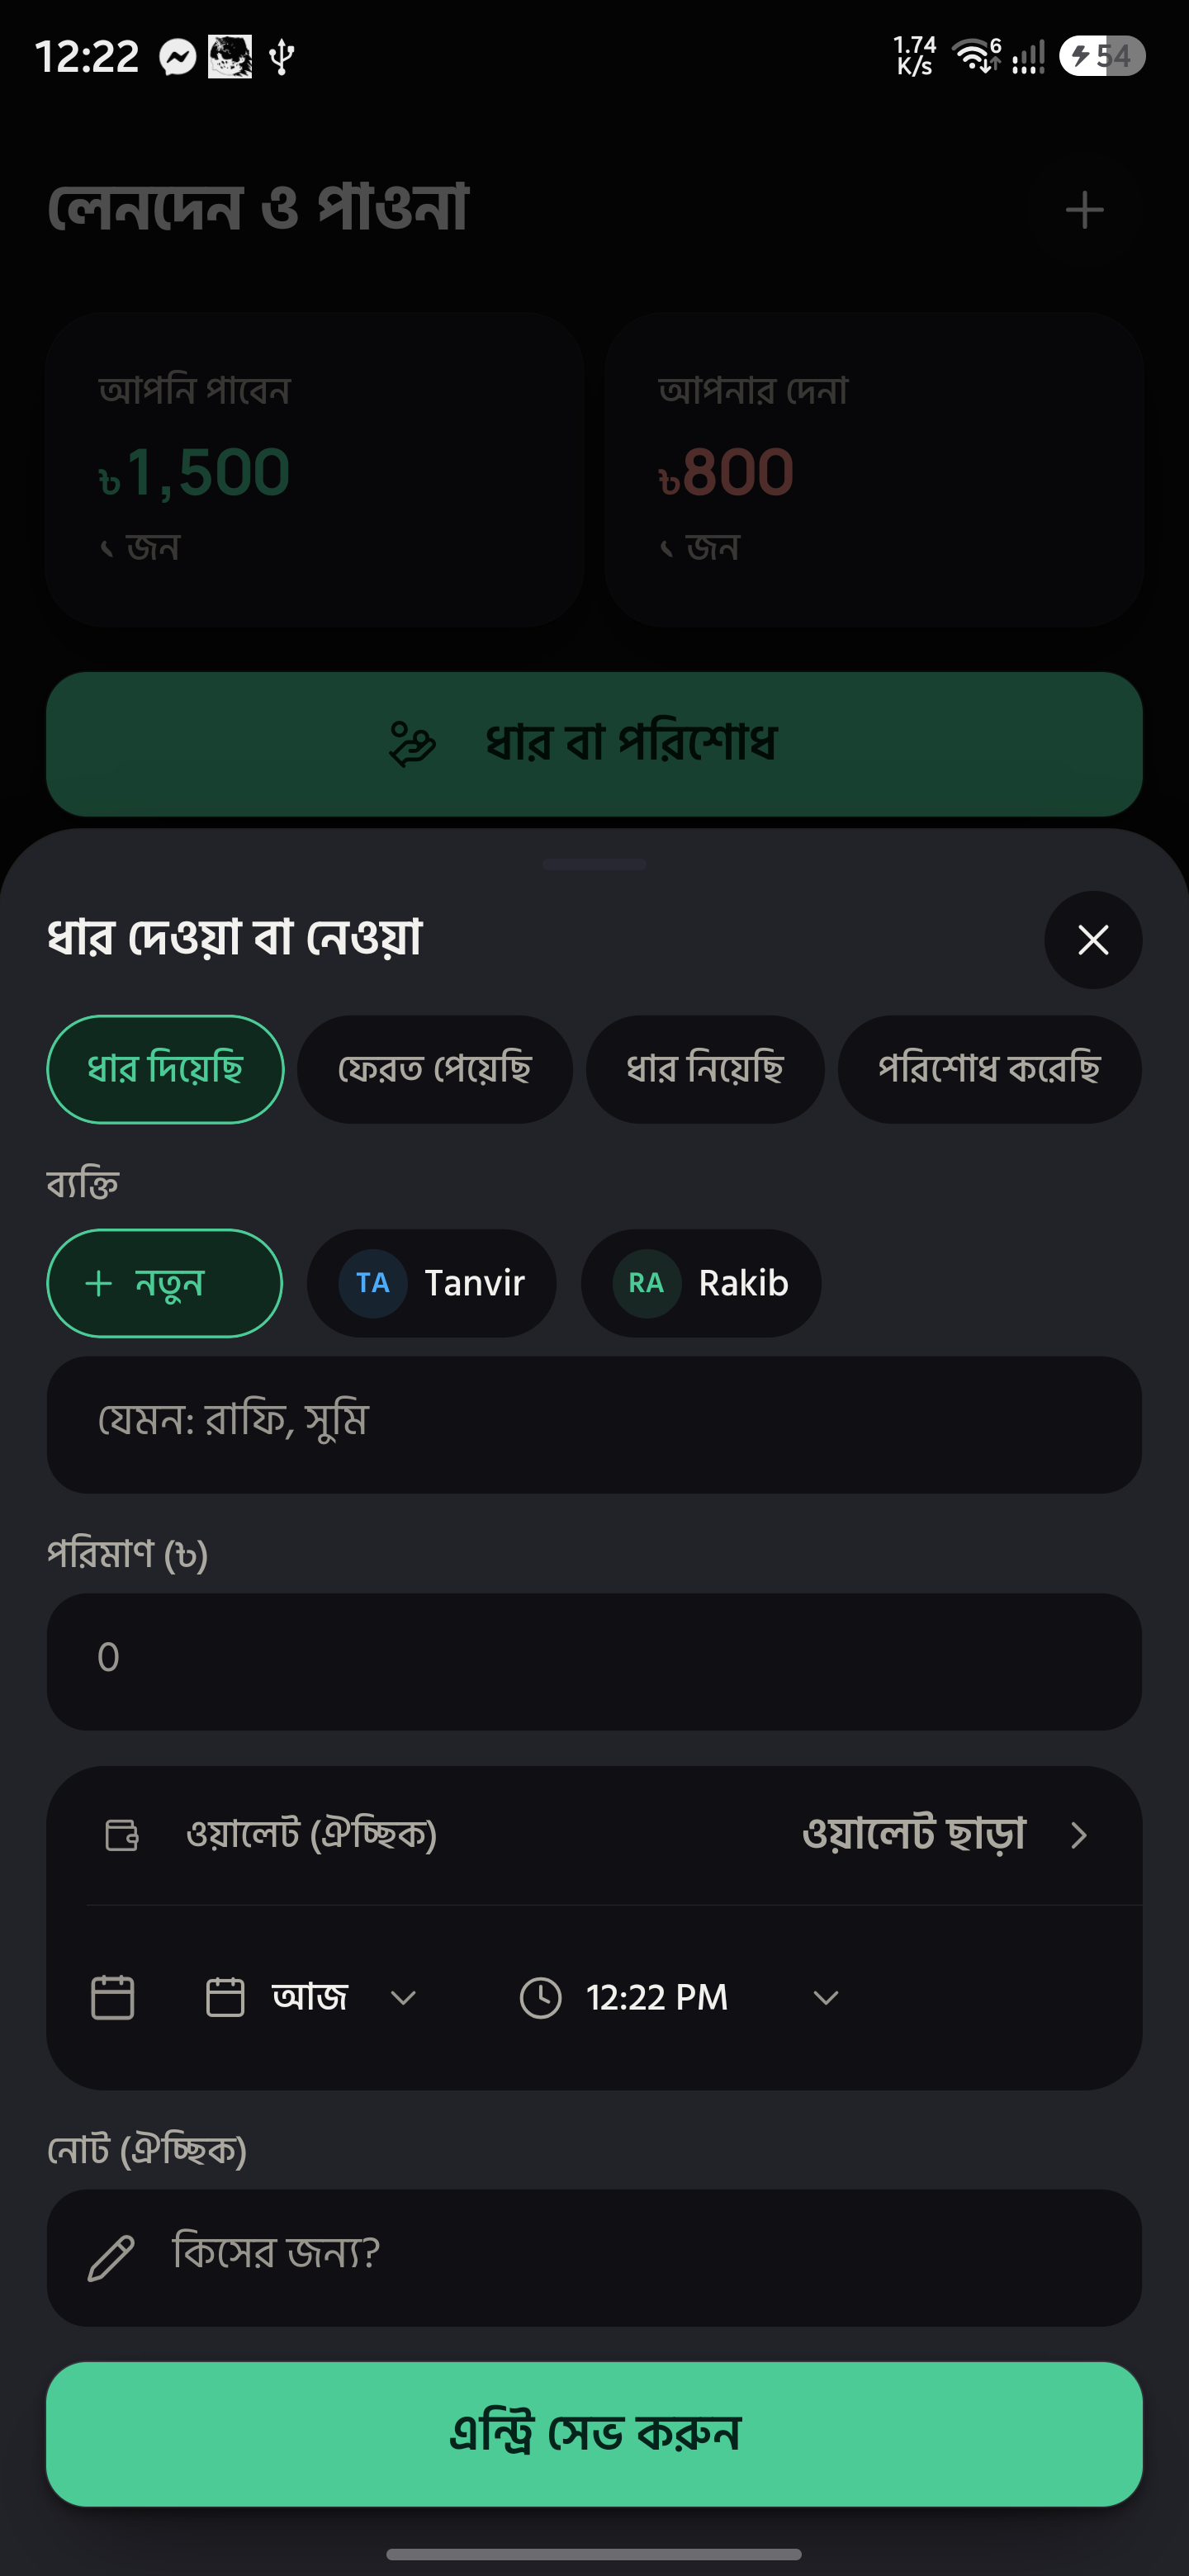 12:22
1.74 K/s
6
54
লেনদেন ও পাওনা
আপনি পাবেন
৳1,500
১ জন
আপনার দেনা
৳800
১ জন
ধার বা পরিশোধ
ধার দেওয়া বা নেওয়া
ধার দিয়েছি ফেরত পেয়েছি ধার নিয়েছি পরিশোধ করেছি
ব্যক্তি
+ নতুন TA Tanvir RA Rakib
যেমন: রাফি, সুমি
পরিমাণ (৳)
0
ওয়ালেট (ঐচ্ছিক) ওয়ালেট ছাড়া
আজ 12:22 PM
নোট (ঐচ্ছিক)
কিসের জন্য?
এন্ট্রি সেভ করুন